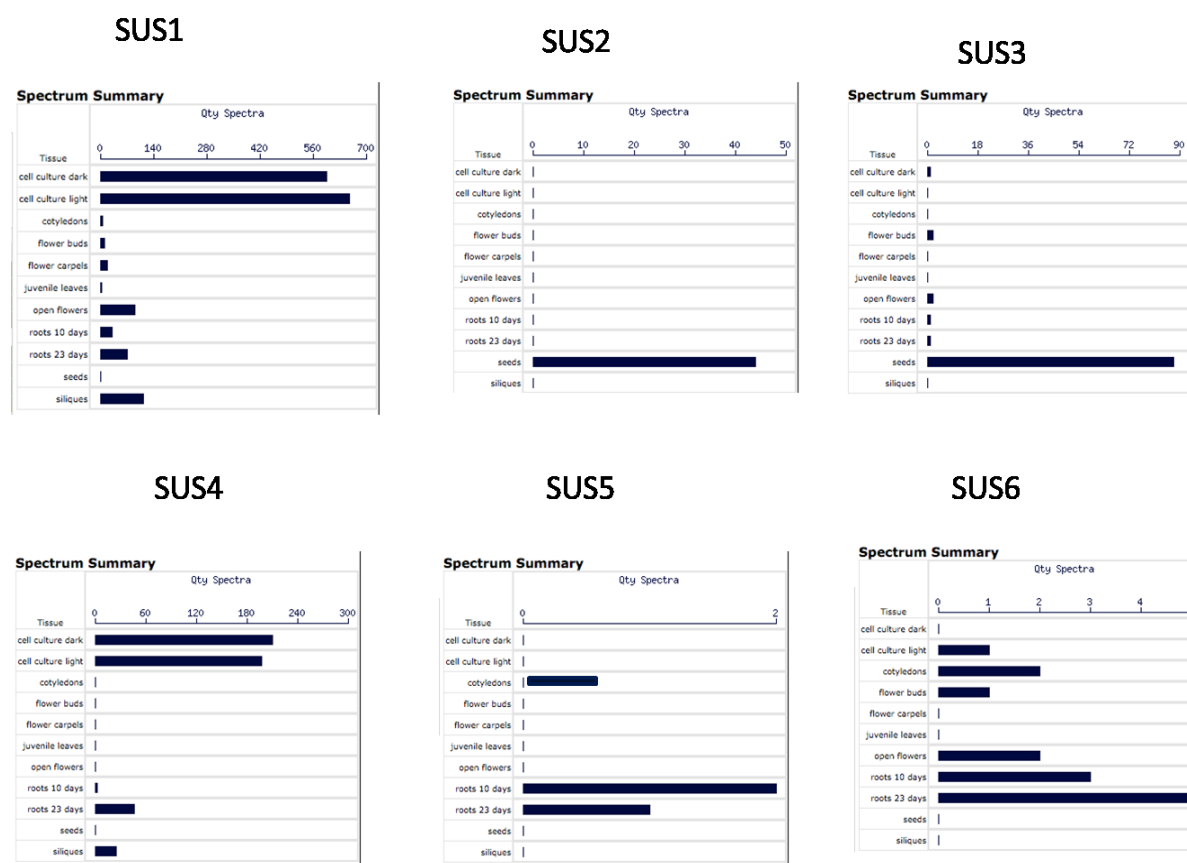 SUS1
Spectrum Summary
Qty Spectra
Tissue
0 140 280 420 560 700
cell culture dark
cell culture light
cotyledons
flower buds
flower carpels
juvenile leaves
open flowers
roots 10 days
roots 23 days
seeds
siliques
SUS2
Spectrum Summary
Qty Spectra
Tissue
0 10 20 30 40 50
cell culture dark
cell culture light
cotyledons
flower buds
flower carpels
juvenile leaves
open flowers
roots 10 days
roots 23 days
seeds
siliques
SUS3
Spectrum Summary
Qty Spectra
Tissue
0 18 36 54 72 90
cell culture dark
cell culture light
cotyledons
flower buds
flower carpels
juvenile leaves
open flowers
roots 10 days
roots 23 days
seeds
siliques
SUS4
Spectrum Summary
Qty Spectra
Tissue
0 60 120 180 240 300
cell culture dark
cell culture light
cotyledons
flower buds
flower carpels
juvenile leaves
open flowers
roots 10 days
roots 23 days
seeds
siliques
SUS5
Spectrum Summary
Qty Spectra
Tissue
0 2
cell culture dark
cell culture light
cotyledons
flower buds
flower carpels
juvenile leaves
open flowers
roots 10 days
roots 23 days
seeds
siliques
SUS6
Spectrum Summary
Qty Spectra
Tissue
0 1 2 3 4
cell culture dark
cell culture light
cotyledons
flower buds
flower carpels
juvenile leaves
open flowers
roots 10 days
roots 23 days
seeds
siliques